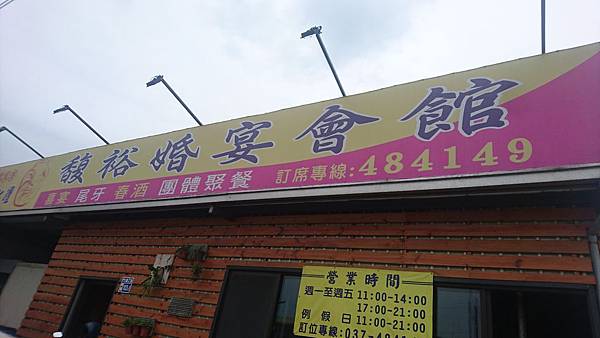 馥裕婚宴會館
喜宴 尾牙 春酒 團體聚餐 訂席專線:484149
營業時間
週一至週五 11:00-14:00
17:00-21:00
例假日 11:00-21:00
訂位專線:037-484